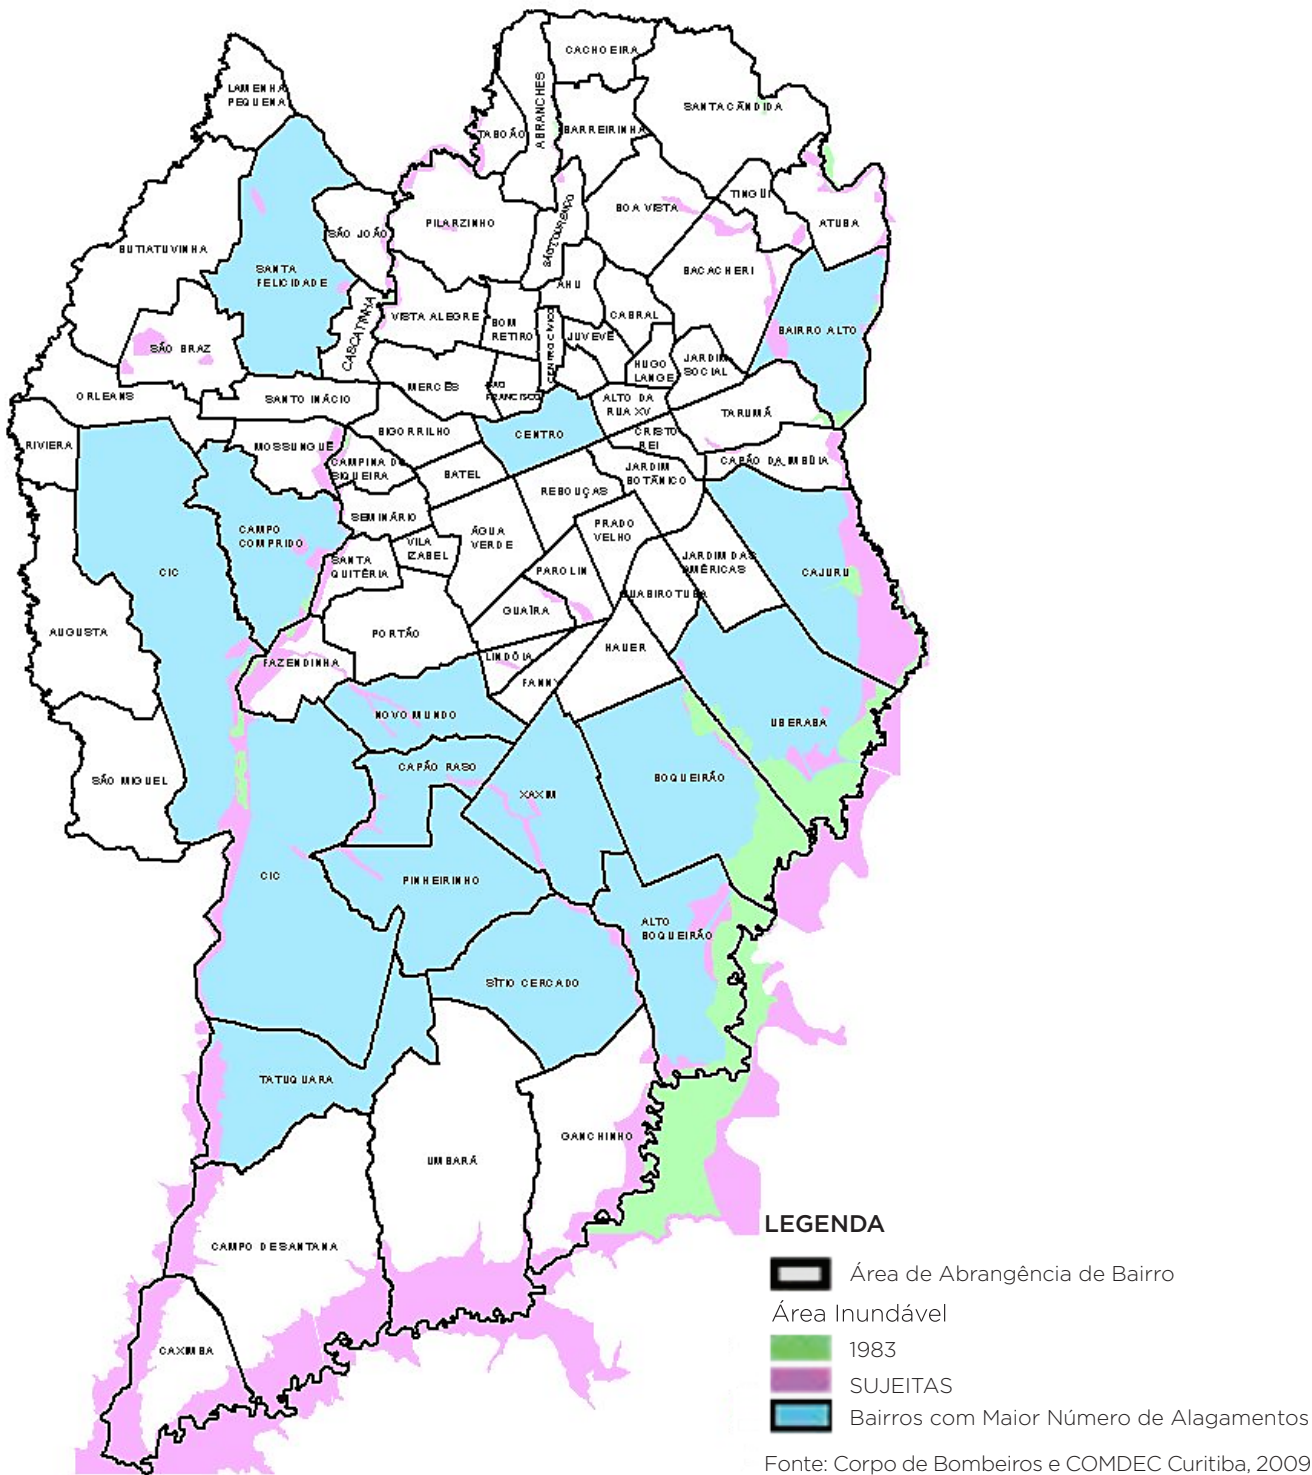 CACHOEIRA
LAMENHA
PEQUENA
ABRANCHES
SANTA CÂNDIDA
TABOÃO
BARREIRINHA
TINGÜI
BOA VISTA
PILARZINHO
SÃO LOURENÇO
ATUBA
SÃO JOÃO
BUTIATUVINHA
SANTA
FELICIDADE
BACACHERI
AHU
CABRAL
VISTA ALEGRE
BOM
RETIRO
CENTRO CÍVICO
JUVEVÊ
BAIRRO ALTO
CASCATINHA
SÃO BRAZ
HUGO
LANGE
JARDIM
SOCIAL
MERCÊS
SÃO
FRANCISCO
ORLEANS
SANTO INÁCIO
ALTO DA
RUA XV
TARUMÃ
BIGORRILHO
CENTRO
CRISTO
REI
RIVIERA
MOSSUNGUÊ
CAMPINA DO
SIQUEIRA
BATEL
JARDIM
BOTÂNICO
CAPÃO DA IMBÚIA
REBOUÇAS
SEMINÁRIO
CAMPO
COMPRIDO
ÁGUA
VERDE
PRADO
VELHO
VILA
IZABEL
SANTA
QUITÉRIA
CIC
PAROLIN
JARDIM DAS
AMÉRICAS
CAJURU
GUABIROTUBA
GUAÍRA
AUGUSTA
PORTÃO
HAUER
LINDÓIA
FAZENDINHA
FANNY
NOVO MUNDO
UBERABA
SÃO MIGUEL
CAPÃO RASO
BOQUEIRÃO
XAXIM
CIC
PINHEIRINHO
ALTO
BOQUEIRÃO
SÍTIO CERCADO
TATUQUARA
GANCHINHO
UMBARÁ
CAMPO DE SANTANA
CAXIMBA
LEGENDA
Área de Abrangência de Bairro
Área Inundável
1983
SUJEITAS
Bairros com Maior Número de Alagamentos
Fonte: Corpo de Bombeiros e COMDEC Curitiba, 2009